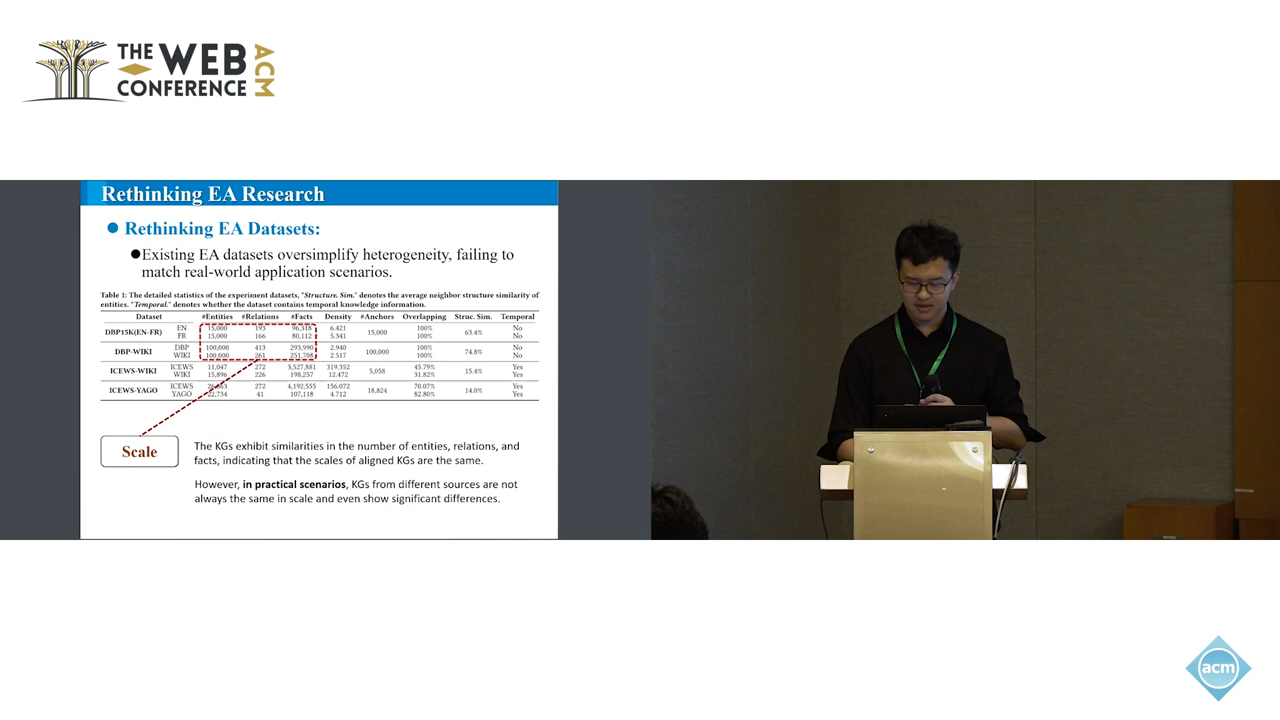 THE WEB
CONFERENCE
ACM
Rethinking EA Research
Rethinking EA Datasets:
Existing EA datasets oversimplify heterogeneity, failing to
match real-world application scenarios.
Table 1: The detailed statistics of the experiment datasets, "Structure. Sim." denotes the average neighbor structure similarity of
entities. "Temporal." denotes whether the dataset contains temporal knowledge information.
Dataset #Entities #Relations #Facts Density #Anchors Overlapping Struc. Sim. Temporal
DBP15K(EN-FR) EN 15,000 193 96,318 6.421 15,000 100% 63.4% No
FR 15,000 166 80,112 5.341 100% No
DBP-WIKI DBP 100,000 413 293,990 2.940 100,000 100% 74.8% No
WIKI 100,000 261 251,708 2.517 100% No
ICEWS-WIKI ICEWS 11,047 272 3,527,881 319.352 5,058 45.79% 15.4% Yes
WIKI 15,896 226 198,257 12.472 31.82% Yes
ICEWS-YAGO ICEWS 272 4,192,555 156.072 18,824 70.07% 14.0% Yes
YAGO 22,734 41 107,118 4.712 82.80% Yes
Scale
The KGs exhibit similarities in the number of entities, relations, and
facts, indicating that the scales of aligned KGs are the same.
However, in practical scenarios, KGs from different sources are not
always the same in scale and even show significant differences.
acm